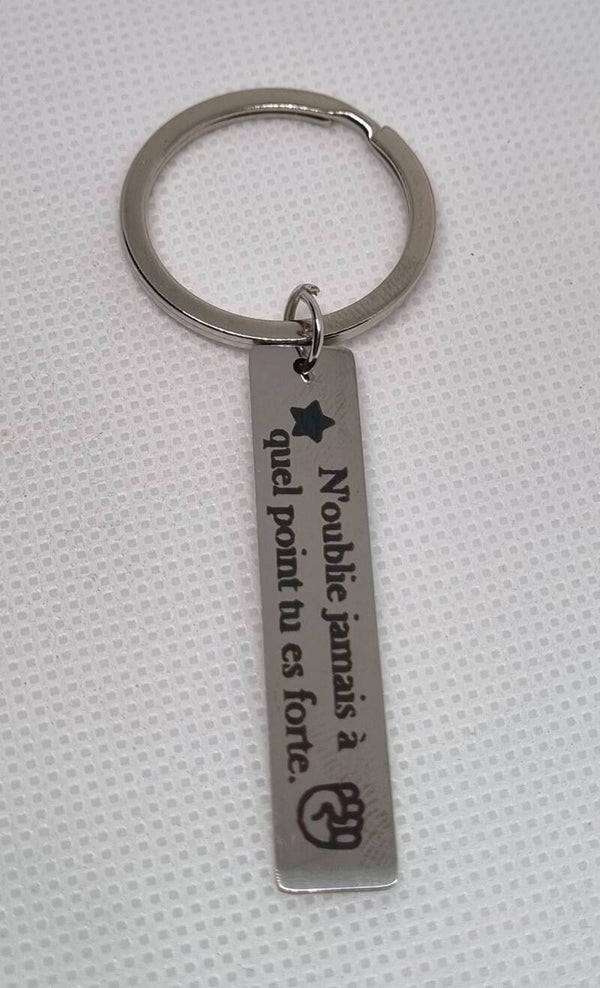 N'oublie jamais à
quel point tu es forte.